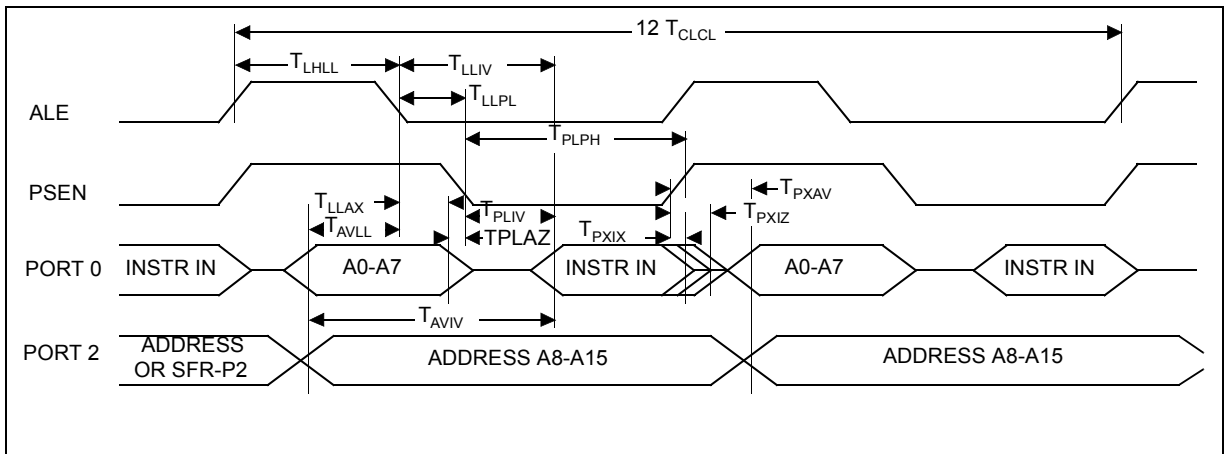 12 TCLCL
TLHLL TLLIV
TLLPL
ALE
TPLPH
PSEN
TLLAX TPXAV
TPLIV TPXIZ
TAVLL TPLAZ TPXIX
PORT 0 INSTR IN A0-A7 INSTR IN A0-A7 INSTR IN
TAVIV
PORT 2 ADDRESS OR SFR-P2 ADDRESS A8-A15 ADDRESS A8-A15